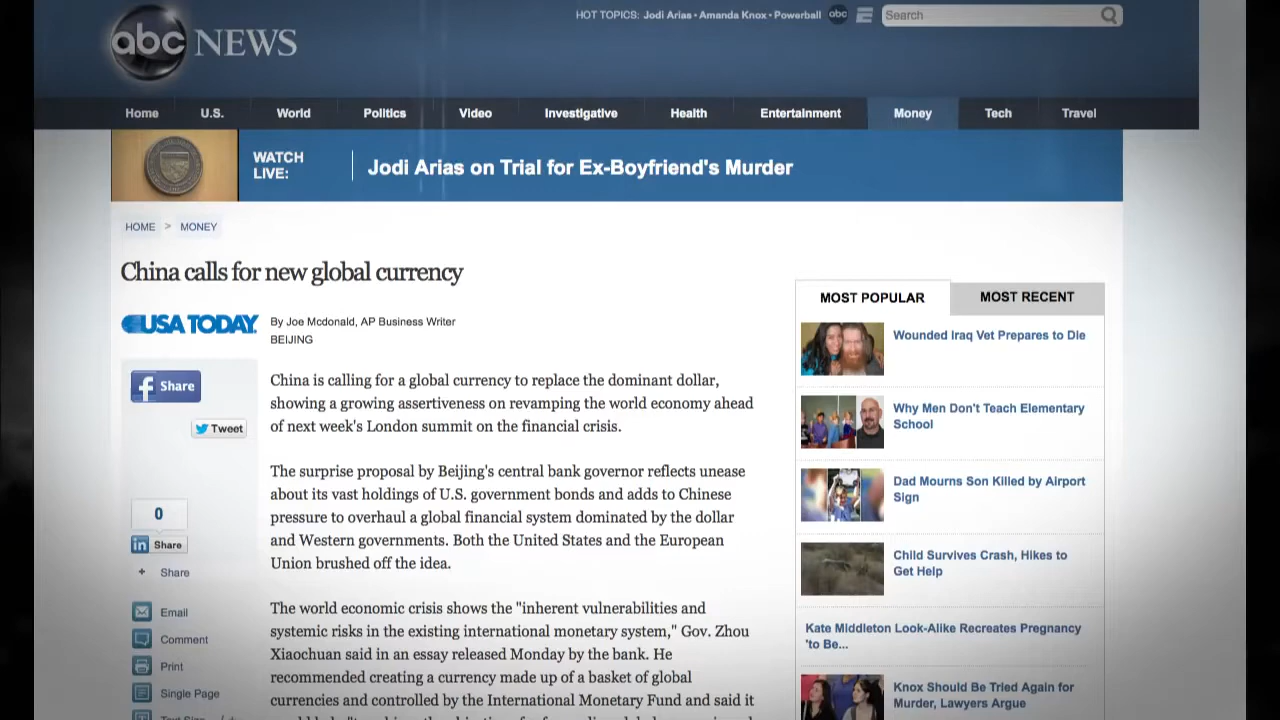 HOT TOPICS: Jodi Arias • Amanda Knox • Powerball abc
Search
abc NEWS
Home U.S. World Politics Video Investigative Health Entertainment Money Tech Travel
WATCH LIVE:
Jodi Arias on Trial for Ex-Boyfriend's Murder
HOME > MONEY
China calls for new global currency
USA TODAY
By Joe Mcdonald, AP Business Writer
BEIJING
Share
Tweet
0
in Share
+ Share
Email
Comment
Print
Single Page
China is calling for a global currency to replace the dominant dollar,
showing a growing assertiveness on revamping the world economy ahead
of next week's London summit on the financial crisis.
The surprise proposal by Beijing's central bank governor reflects unease
about its vast holdings of U.S. government bonds and adds to Chinese
pressure to overhaul a global financial system dominated by the dollar
and Western governments. Both the United States and the European
Union brushed off the idea.
The world economic crisis shows the "inherent vulnerabilities and
systemic risks in the existing international monetary system," Gov. Zhou
Xiaochuan said in an essay released Monday by the bank. He
recommended creating a currency made up of a basket of global
currencies and controlled by the International Monetary Fund and said it
MOST POPULAR
MOST RECENT
Wounded Iraq Vet Prepares to Die
Why Men Don't Teach Elementary
School
Dad Mourns Son Killed by Airport
Sign
Child Survives Crash, Hikes to
Get Help
Kate Middleton Look-Alike Recreates Pregnancy
'to Be...
Knox Should Be Tried Again for
Murder, Lawyers Argue